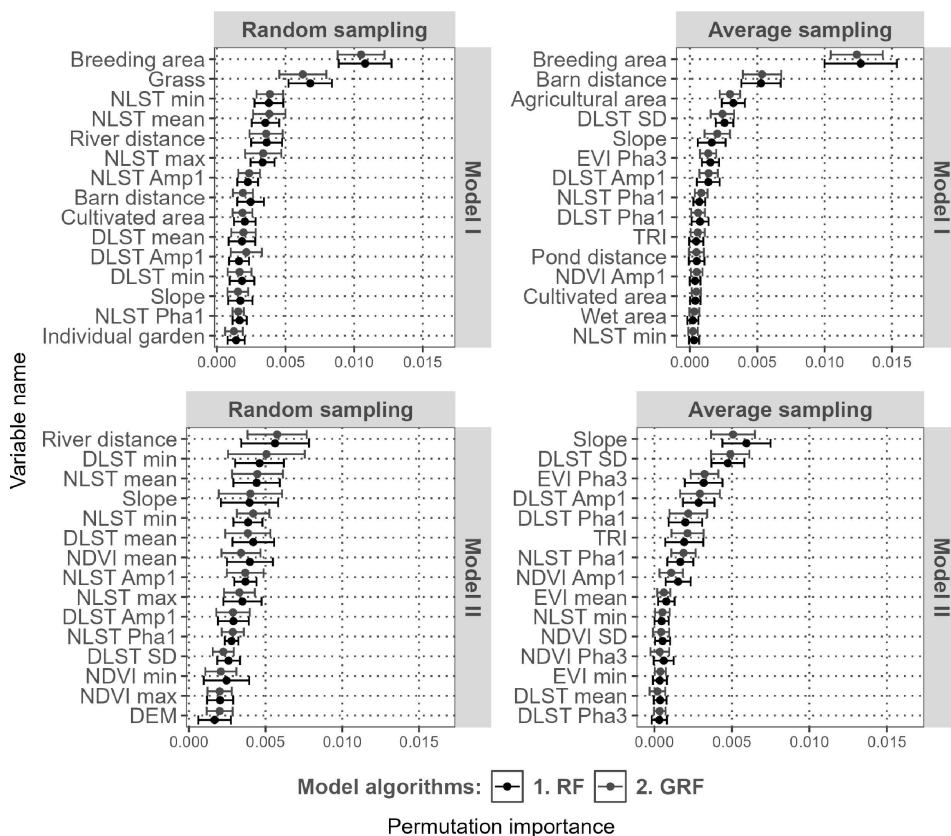 Random sampling
Breeding area
Grass
NLST min
NLST mean
River distance
NLST max
NLST Amp1
Barn distance
Cultivated area
DLST mean
DLST Amp1
DLST min
Slope
NLST Pha1
Individual garden
0.000 0.005 0.010 0.015
Model I
Average sampling
Breeding area
Barn distance
Agricultural area
DLST SD
Slope
EVI Pha3
DLST Amp1
NLST Pha1
DLST Pha1
TRI
Pond distance
NDVI Amp1
Cultivated area
Wet area
NLST min
0.000 0.005 0.010 0.015
Model I
Variable name
Random sampling
River distance
DLST min
NLST mean
Slope
NLST min
DLST mean
NDVI mean
NLST Amp1
NLST max
DLST Amp1
NLST Pha1
DLST SD
NDVI min
NDVI max
DEM
0.000 0.005 0.010 0.015
Model II
Average sampling
Slope
DLST SD
EVI Pha3
DLST Amp1
DLST Pha1
TRI
NLST Pha1
NDVI Amp1
EVI mean
NLST min
NDVI SD
NDVI Pha3
EVI min
DLST mean
DLST Pha3
0.000 0.005 0.010 0.015
Model II
Model algorithms: 1. RF 2. GRF
Permutation importance